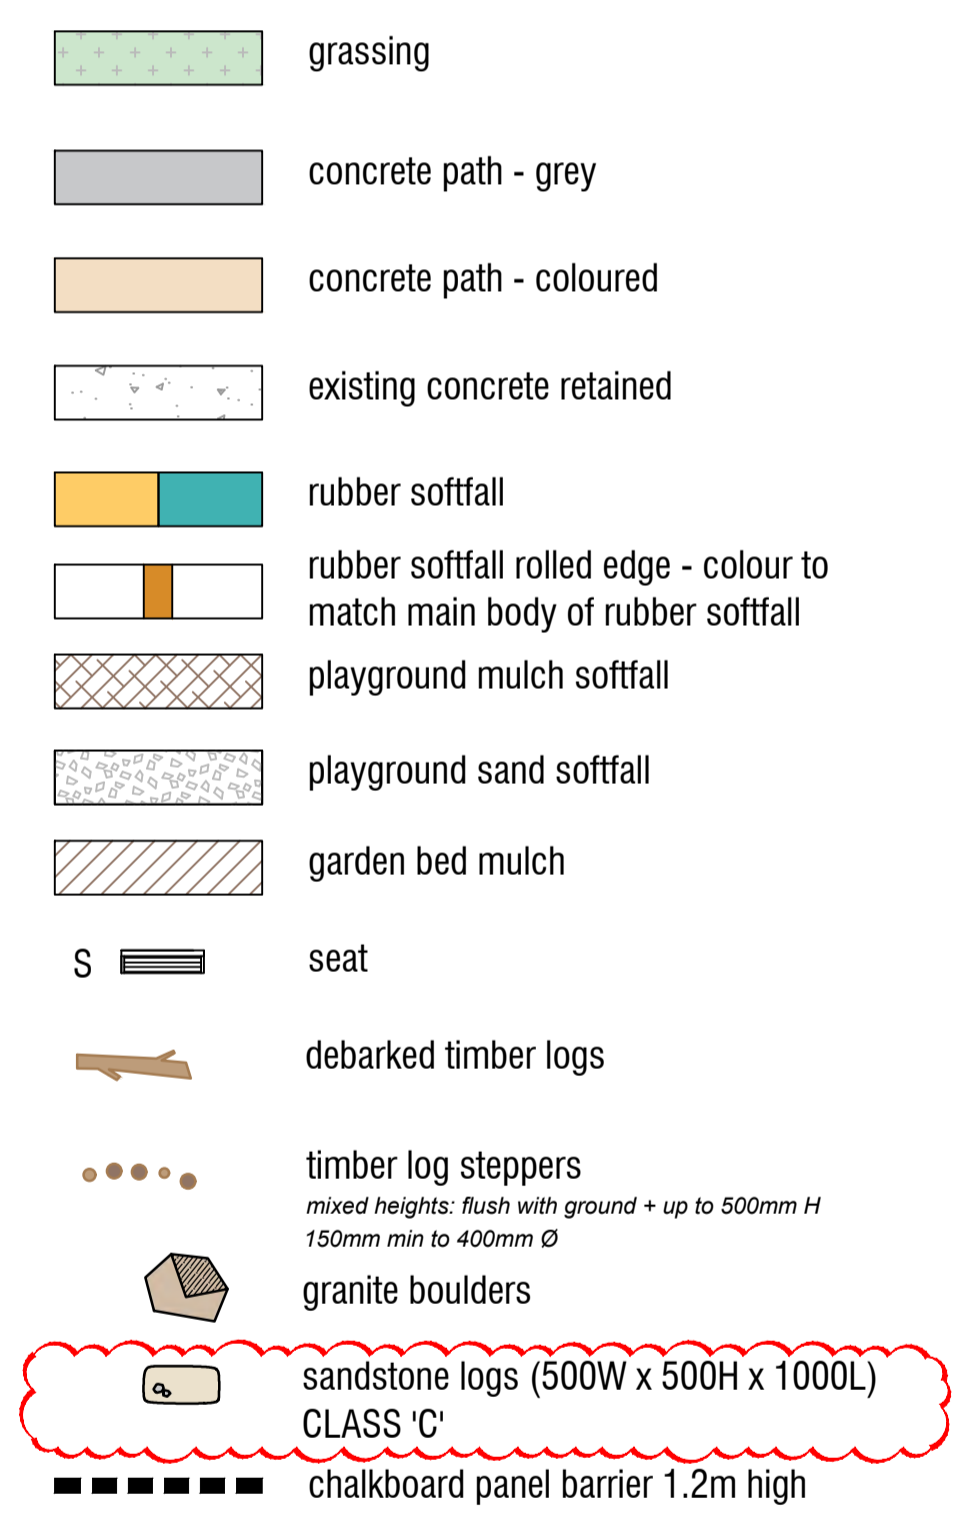 grassing
concrete path - grey
concrete path - coloured
existing concrete retained
rubber softfall
rubber softfall rolled edge - colour to
match main body of rubber softfall
playground mulch softfall
playground sand softfall
garden bed mulch
S seat
debarked timber logs
timber log steppers
mixed heights: flush with ground + up to 500mm H
150mm min to 400mm Ø
granite boulders
sandstone logs (500W x 500H x 1000L)
CLASS 'C'
chalkboard panel barrier 1.2m high